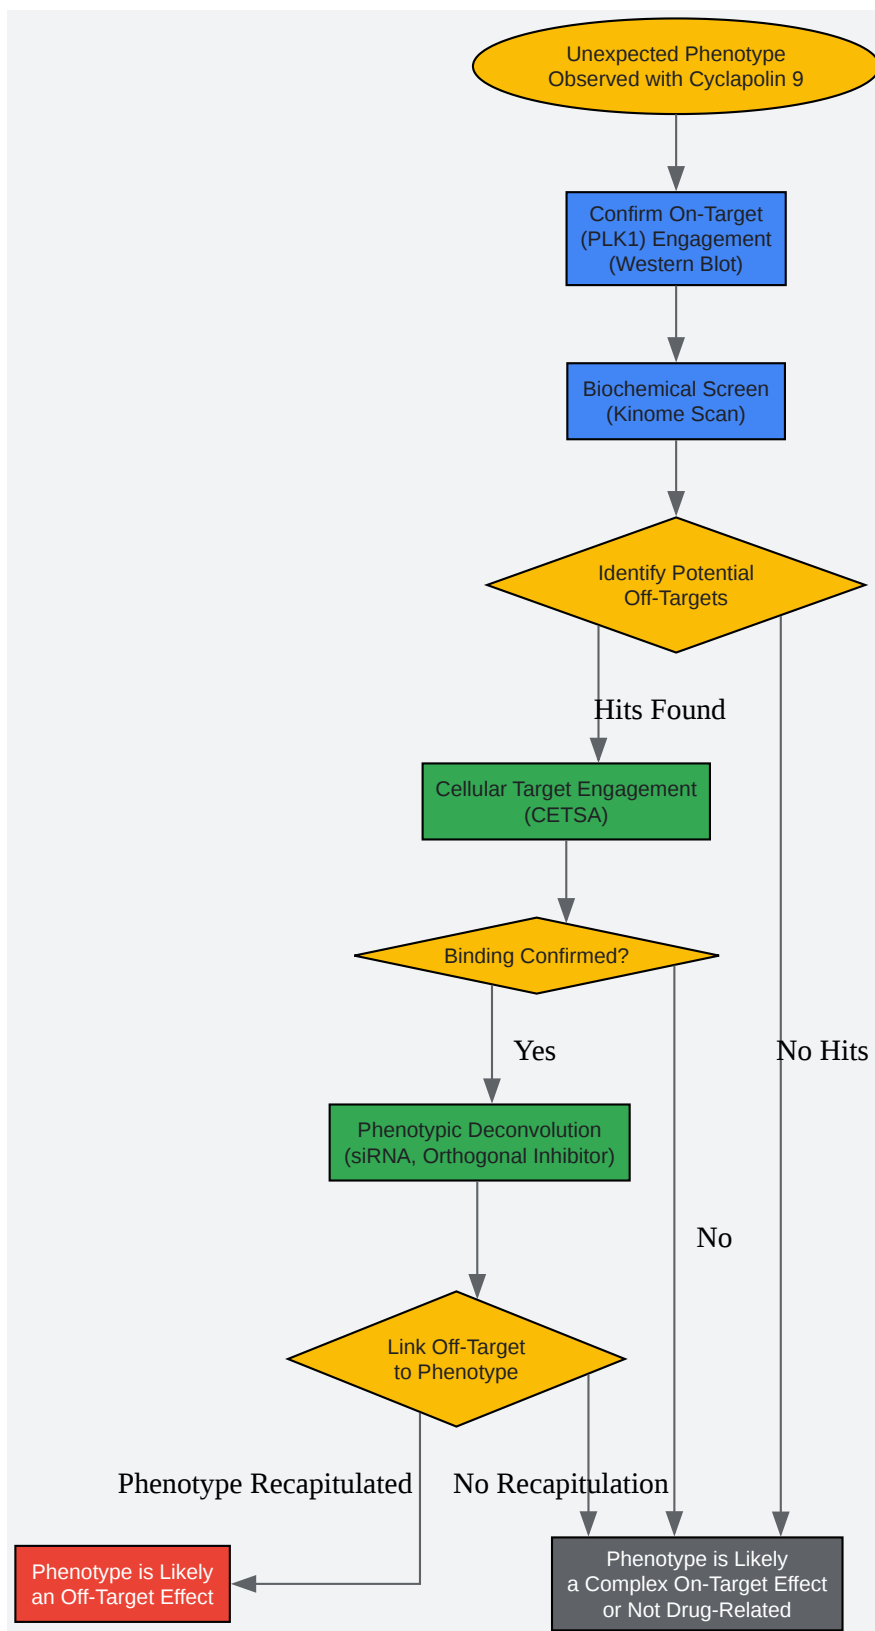 Unexpected Phenotype
Observed with Cyclapolin 9
Confirm On-Target
(PLK1) Engagement
(Western Blot)
Biochemical Screen
(Kinome Scan)
Identify Potential
Off-Targets
Hits Found
Cellular Target Engagement
(CETSA)
Binding Confirmed?
Yes
No Hits
Phenotypic Deconvolution
(siRNA, Orthogonal Inhibitor)
No
Link Off-Target
to Phenotype
Phenotype Recapitulated
No Recapitulation
Phenotype is Likely
an Off-Target Effect
Phenotype is Likely
a Complex On-Target Effect
or Not Drug-Related